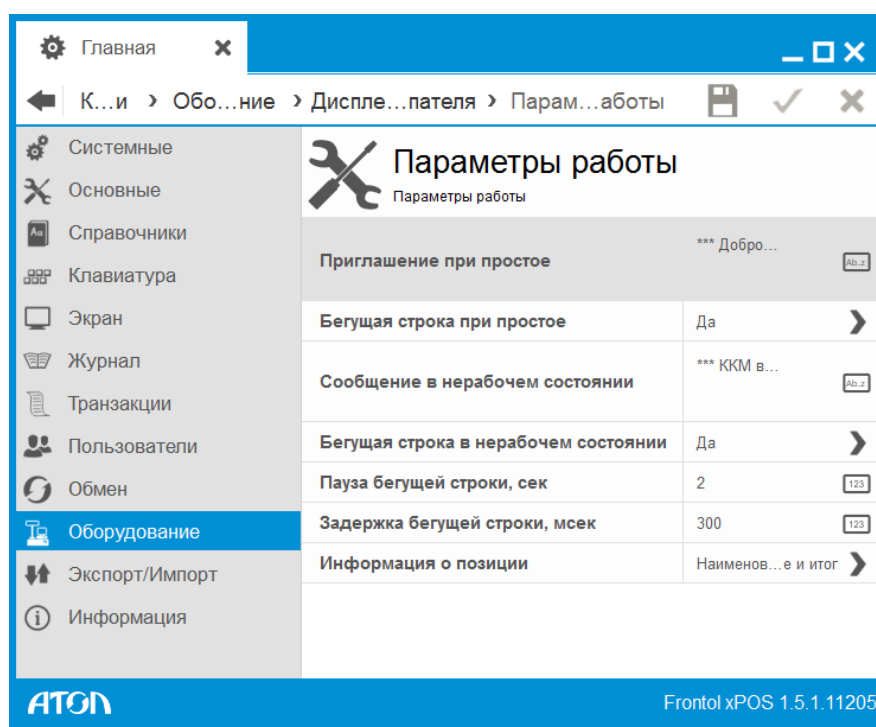 Главная
К...и › Обо...ние › Диспле...пателя › Парам...аботы
Системные
Основные
Справочники
Клавиатура
Экран
Журнал
Транзакции
Пользователи
Обмен
Оборудование
Экспорт/Импорт
Информация
Параметры работы
Параметры работы
Приглашение при простое *** Добро... Ab..z
Бегущая строка при простое Да
Сообщение в нерабочем состоянии *** ККМ в... Ab..z
Бегущая строка в нерабочем состоянии Да
Пауза бегущей строки, сек 2 123
Задержка бегущей строки, мсек 300 123
Информация о позиции Наименов...е и итог
АТОЛ Frontol xPOS 1.5.1.11205